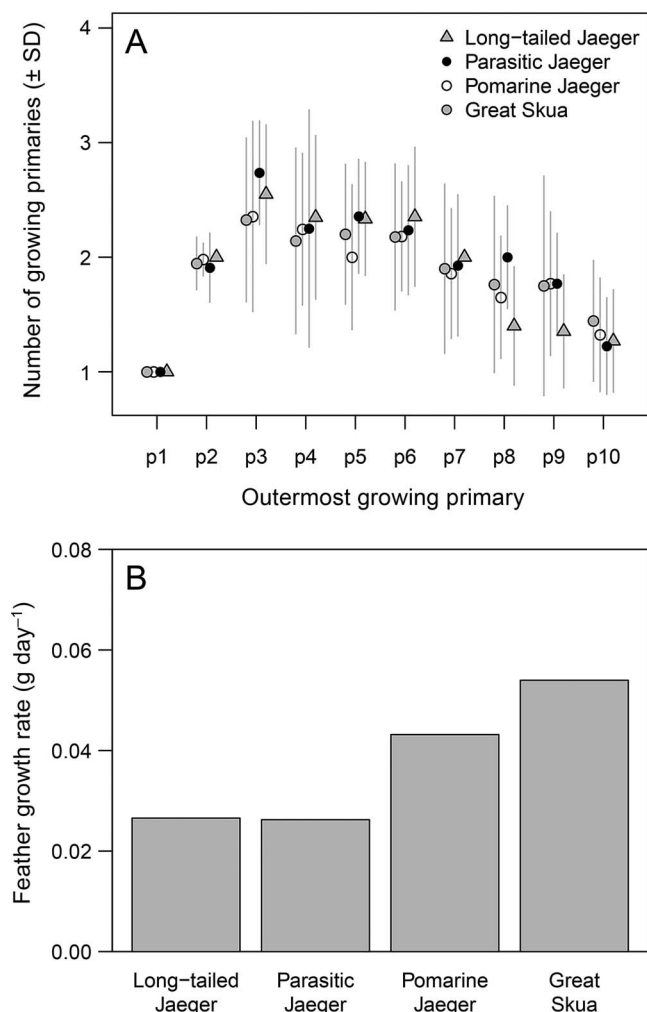 A
Long−tailed Jaeger
Parasitic Jaeger
Pomarine Jaeger
Great Skua
Number of growing primaries (± SD)
4
3
2
1
p1 p2 p3 p4 p5 p6 p7 p8 p9 p10
Outermost growing primary
B
Feather growth rate (g day−1)
0.08
0.06
0.04
0.02
0.00
Long−tailed Parasitic Pomarine Great
Jaeger Jaeger Jaeger Skua